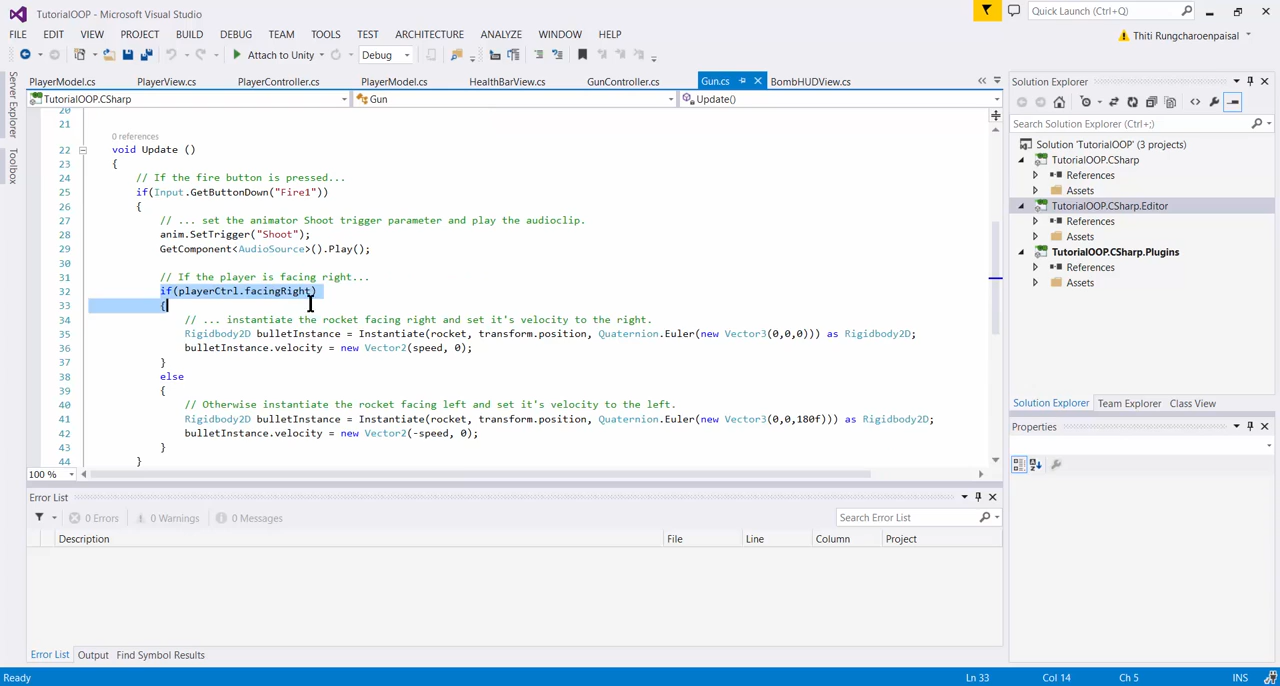 TutorialOOP - Microsoft Visual Studio
Quick Launch (Ctrl+Q)
FILE EDIT VIEW PROJECT BUILD DEBUG TEAM TOOLS TEST ARCHITECTURE ANALYZE WINDOW HELP
Thiti Rungcharoenpaisal
Attach to Unity Debug
Server Explorer
Toolbox
PlayerModel.cs PlayerView.cs PlayerController.cs PlayerModel.cs HealthBarView.cs GunController.cs Gun.cs BombHUDView.cs
TutorialOOP.CSharp Gun Update()
20
21
0 references
22 void Update ()
23 {
24 // If the fire button is pressed...
25 if(Input.GetButtonDown("Fire1"))
26 {
27 // ... set the animator Shoot trigger parameter and play the audioclip.
28 anim.SetTrigger("Shoot");
29 GetComponent<AudioSource>().Play();
30
31 // If the player is facing right...
32 if(playerCtrl.facingRight)
33 {
34 // ... instantiate the rocket facing right and set it's velocity to the right.
35 Rigidbody2D bulletInstance = Instantiate(rocket, transform.position, Quaternion.Euler(new Vector3(0,0,0))) as Rigidbody2D;
36 bulletInstance.velocity = new Vector2(speed, 0);
37 }
38 else
39 {
40 // Otherwise instantiate the rocket facing left and set it's velocity to the left.
41 Rigidbody2D bulletInstance = Instantiate(rocket, transform.position, Quaternion.Euler(new Vector3(0,0,180f))) as Rigidbody2D;
42 bulletInstance.velocity = new Vector2(-speed, 0);
43 }
44 }
100 %
Solution Explorer
Search Solution Explorer (Ctrl+;)
Solution 'TutorialOOP' (3 projects)
TutorialOOP.CSharp
References
Assets
TutorialOOP.CSharp.Editor
References
Assets
TutorialOOP.CSharp.Plugins
References
Assets
Solution Explorer Team Explorer Class View
Properties
Error List
0 Errors 0 Warnings 0 Messages
Search Error List
Description File Line Column Project
Error List Output Find Symbol Results
Ready Ln 33 Col 14 Ch 5 INS